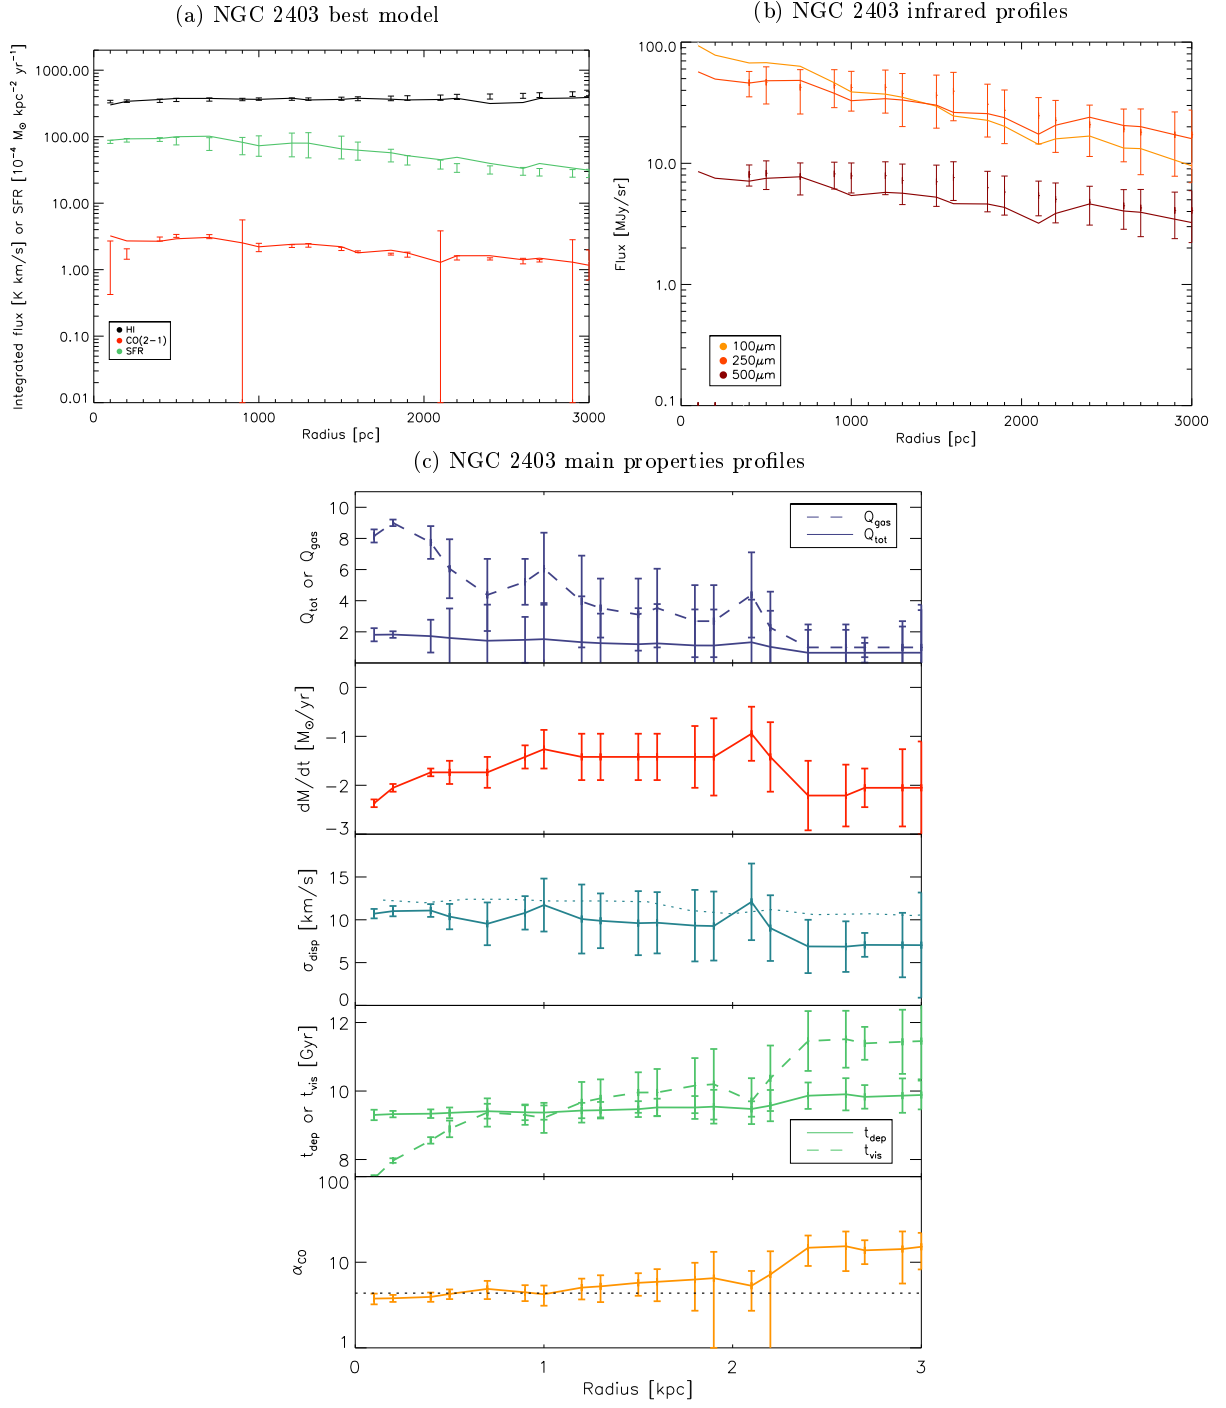 (a) NGC 2403 best model
Integrated flux [K km/s] or SFR [10⁻⁴ M⊙ kpc⁻² yr⁻¹]
1000.00
100.00
10.00
1.00
0.10
0.01
HI
CO(2−1)
SFR
0 1000 2000 3000
Radius [pc]
(b) NGC 2403 infrared profiles
Flux [MJy/sr]
100.0
10.0
1.0
0.1
100μm
250μm
500μm
0 1000 2000 3000
Radius [pc]
(c) NGC 2403 main properties profiles
Q_tot or Q_gas
10
8
6
4
2
Q_gas
Q_tot
dM/dt [M⊙/yr]
0
−1
−2
−3
σ_disp [km/s]
15
10
5
0
t_dep or t_vis [Gyr]
12
10
8
t_dep
t_vis
α_CO
100
10
1
0 1 2 3
Radius [kpc]